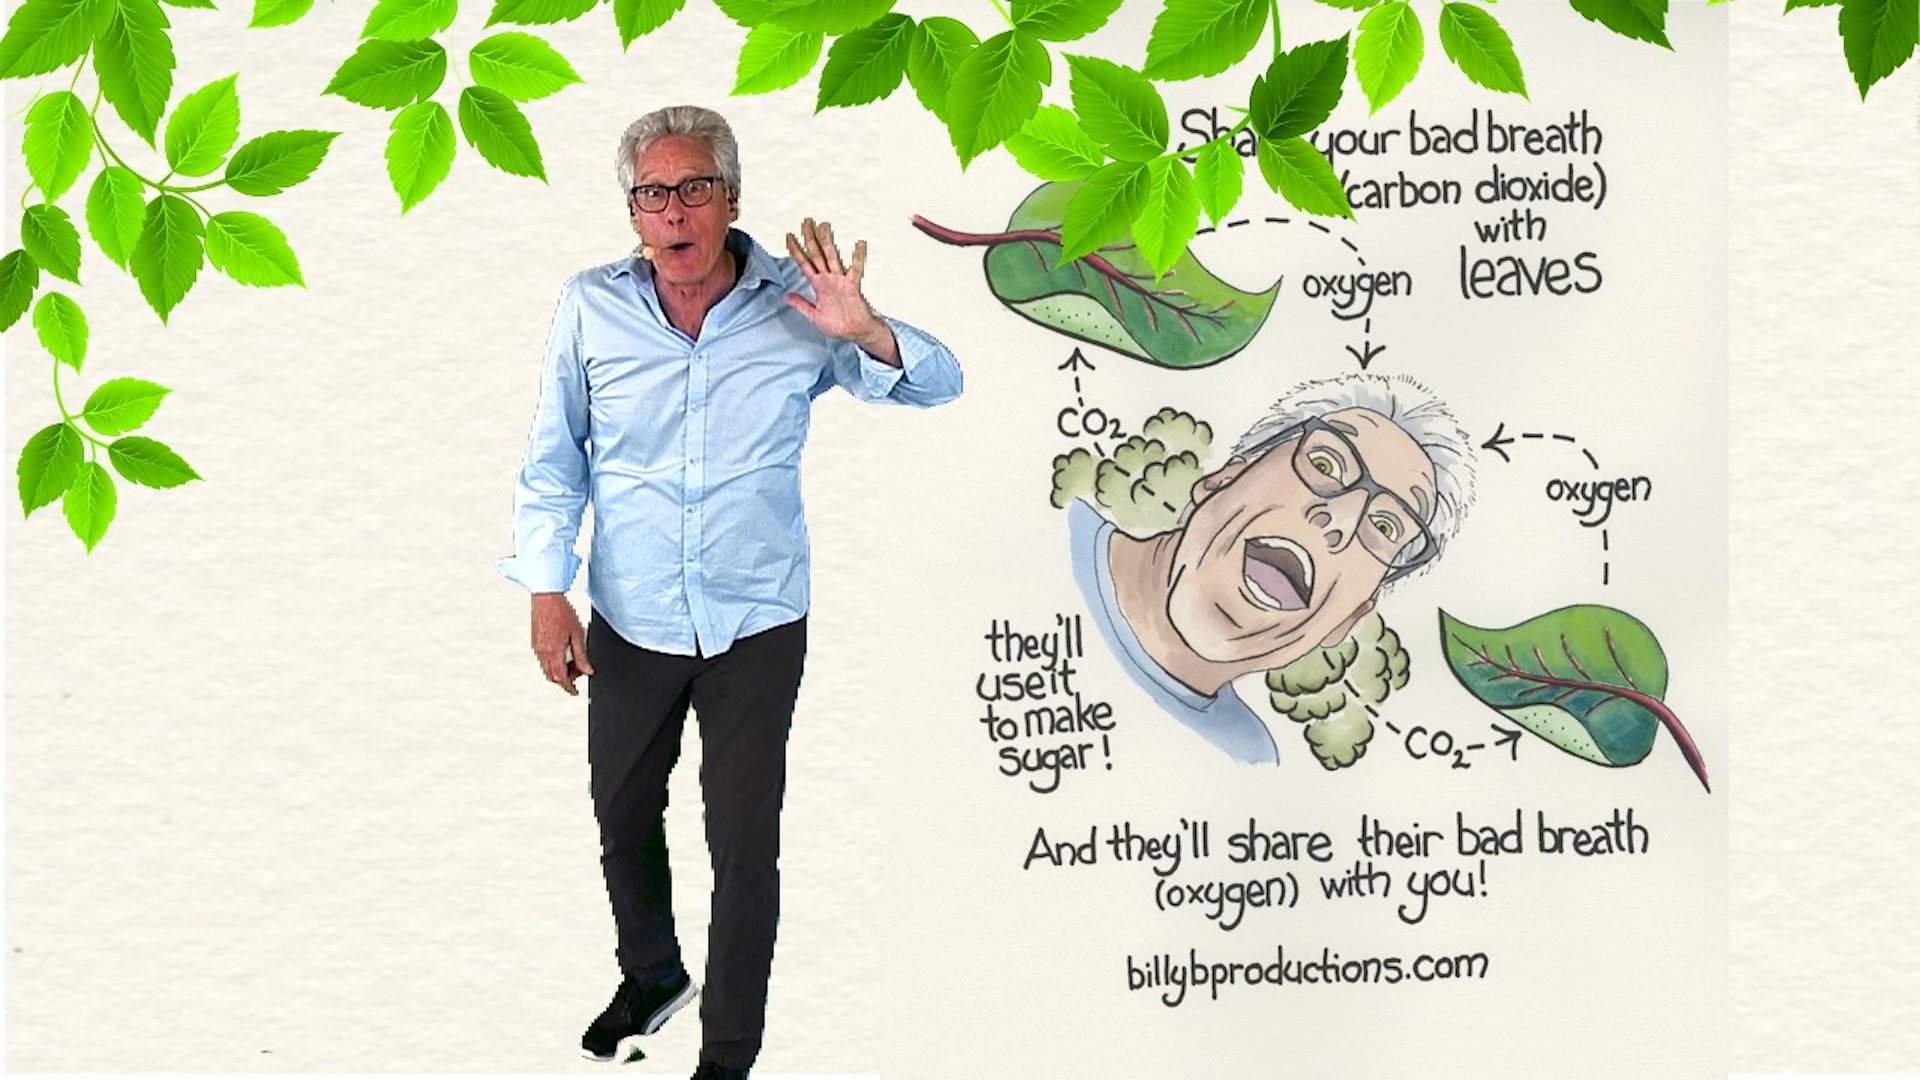 your bad breath
(carbon dioxide)
with
oxygen leaves
CO₂
oxygen
they'll
use it
to make
sugar!
CO₂
And they'll share their bad breath
(oxygen) with you!
billybproductions.com